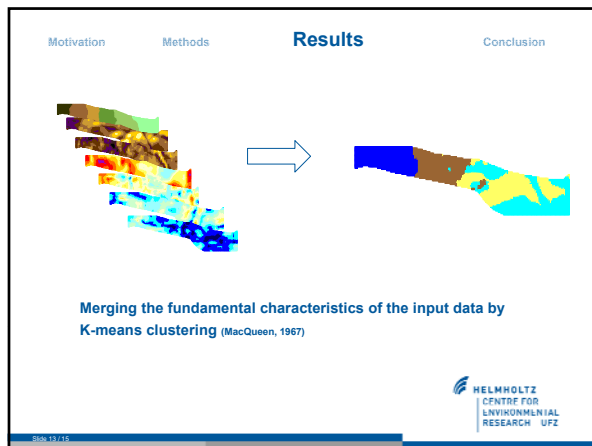 Motivation Methods Results Conclusion
Merging the fundamental characteristics of the input data by
K-means clustering (MacQueen, 1967)
HELMHOLTZ
CENTRE FOR
ENVIRONMENTAL
RESEARCH UFZ
Slide 13 / 15